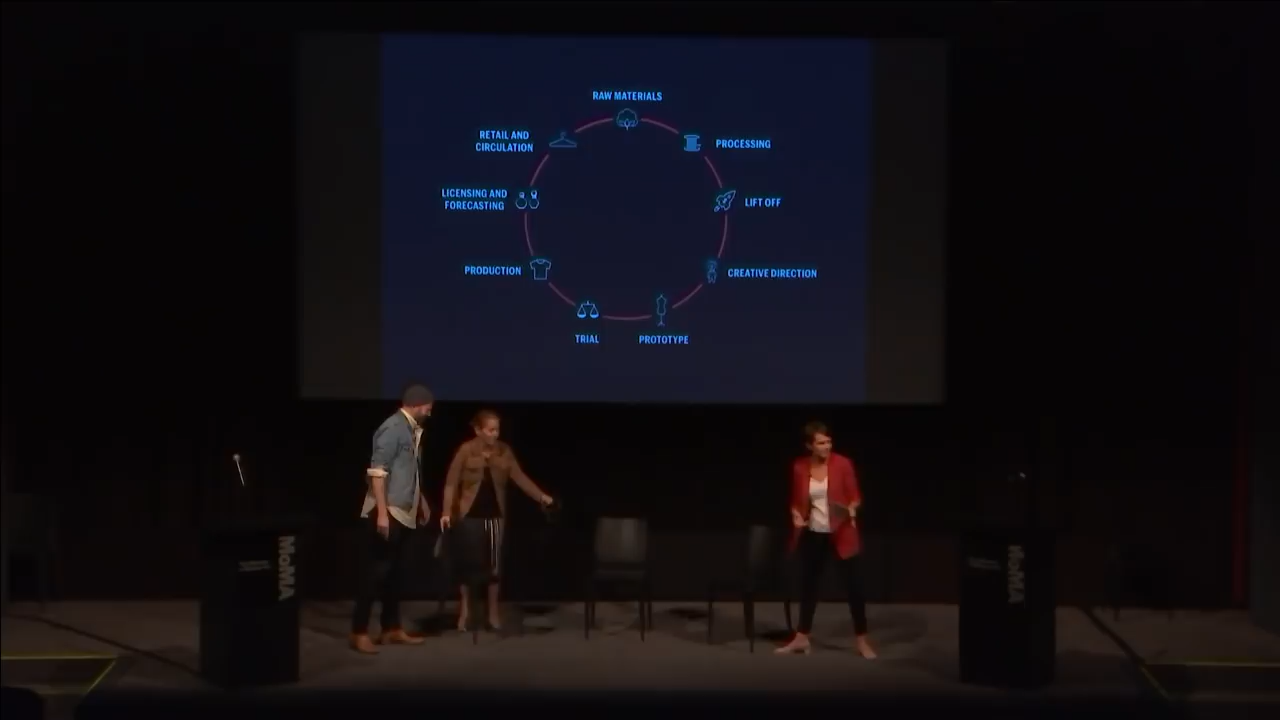 RAW MATERIALS
RETAIL AND
CIRCULATION
PROCESSING
LICENSING AND
FORECASTING
LIFT OFF
PRODUCTION
CREATIVE DIRECTION
TRIAL
PROTOTYPE
MoMA
MoMA